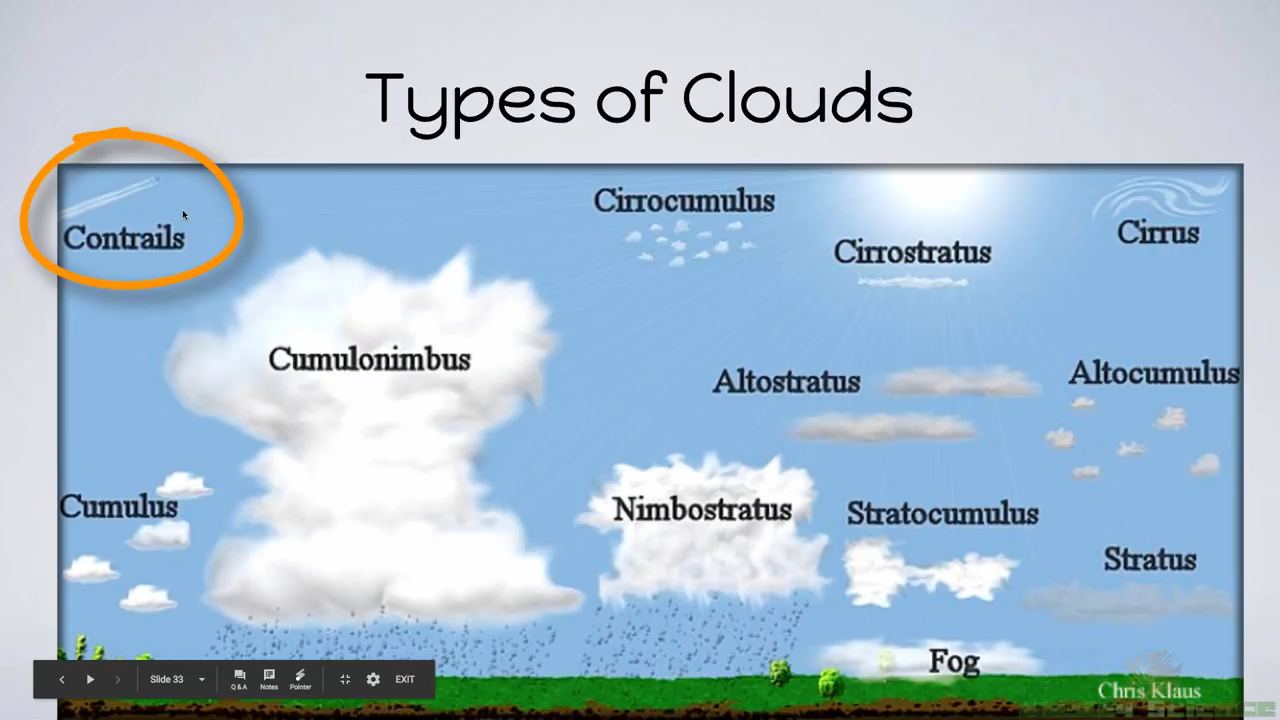 Types of Clouds
Contrails
Cirrocumulus
Cirrostratus
Cirrus
Cumulonimbus
Altostratus
Altocumulus
Cumulus
Nimbostratus
Stratocumulus
Stratus
Fog
Chris Klaus
Slide 33
Q & A
Notes
Pointer
EXIT